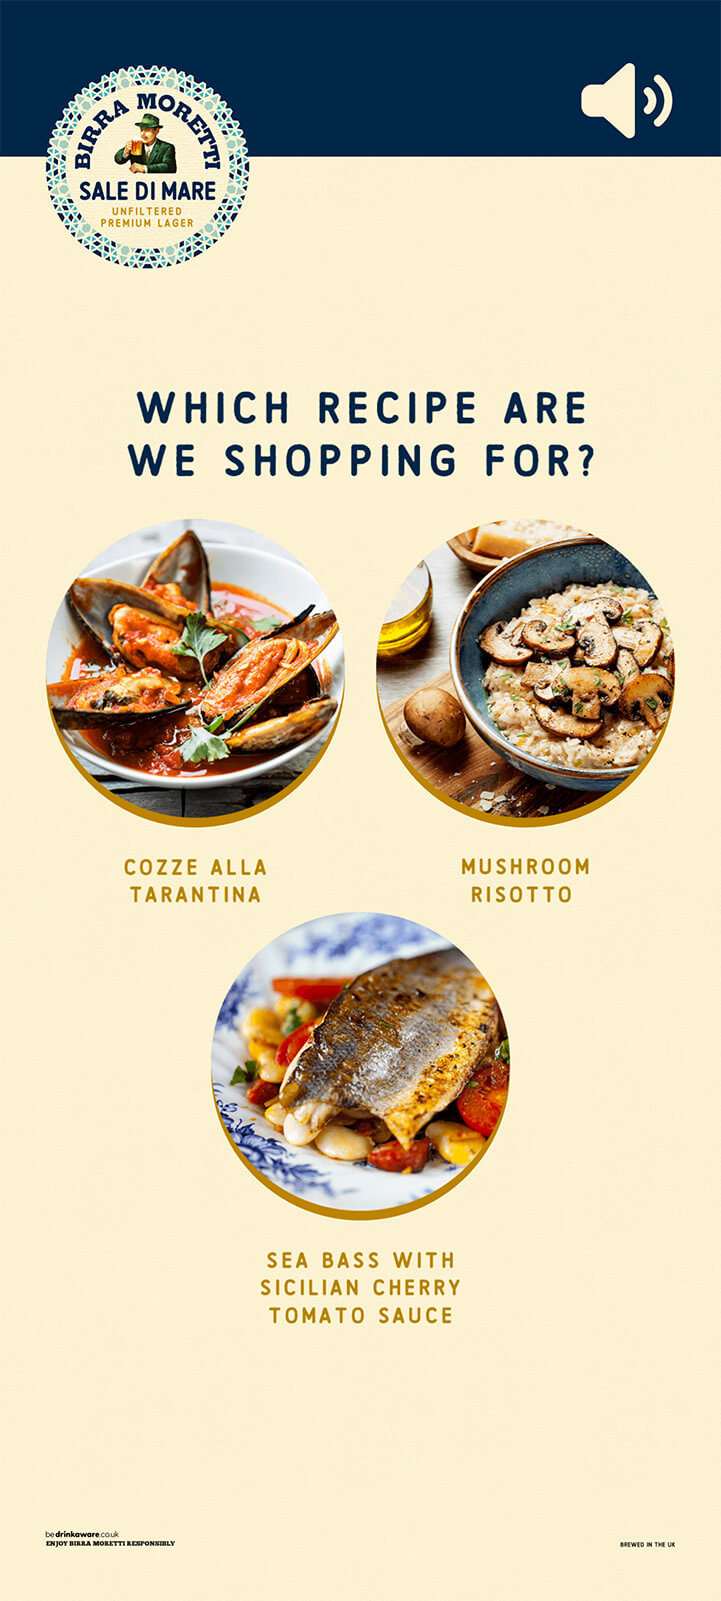 BIRRA MORETTI
SALE DI MARE
UNFILTERED
PREMIUM LAGER
WHICH RECIPE ARE
WE SHOPPING FOR?
COZZE ALLA
TARANTINA
MUSHROOM
RISOTTO
SEA BASS WITH
SICILIAN CHERRY
TOMATO SAUCE
bedrinkaware.co.uk
ENJOY BIRRA MORETTI RESPONSIBLY
BREWED IN THE UK